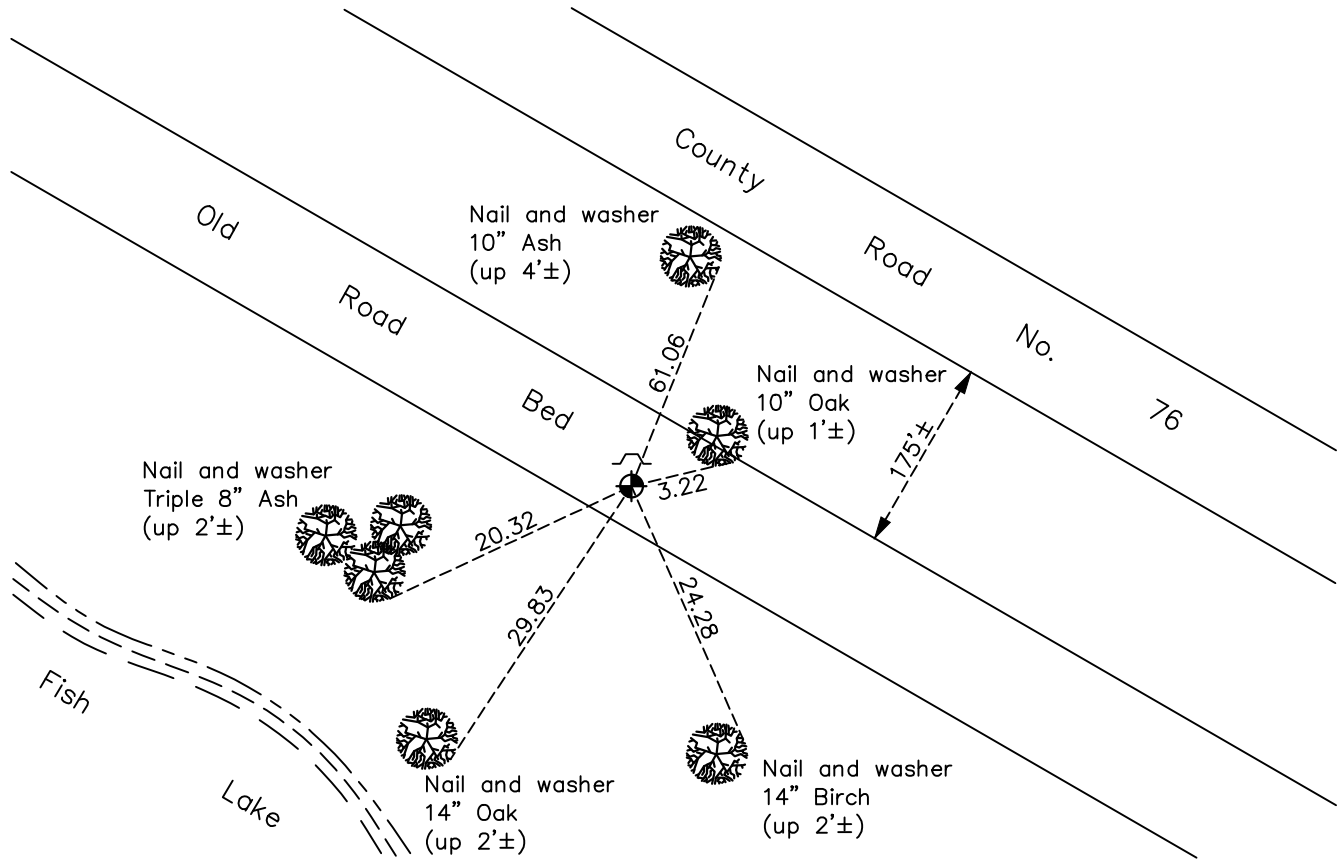 County
Road
No.
76
Old
Road
Bed
Nail and washer
10” Ash
(up 4'±)
61.06
Nail and washer
10” Oak
(up 1'±)
175'±
3.22
Nail and washer
Triple 8” Ash
(up 2'±)
20.32
29.83
24.28
Fish
Lake
Nail and washer
14” Oak
(up 2'±)
Nail and washer
14” Birch
(up 2'±)